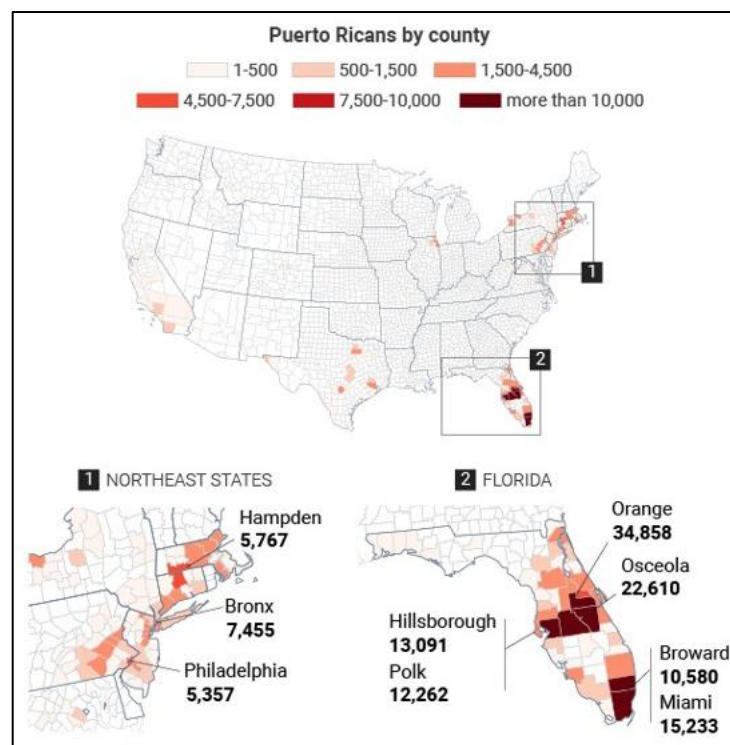 Puerto Ricans by county
1-500 500-1,500 1,500-4,500
4,500-7,500 7,500-10,000 more than 10,000
1
2
1 NORTHEAST STATES
Hampden
5,767
Bronx
7,455
Philadelphia
5,357
2 FLORIDA
Orange
34,858
Osceola
22,610
Hillsborough
13,091
Polk
12,262
Broward
10,580
Miami
15,233